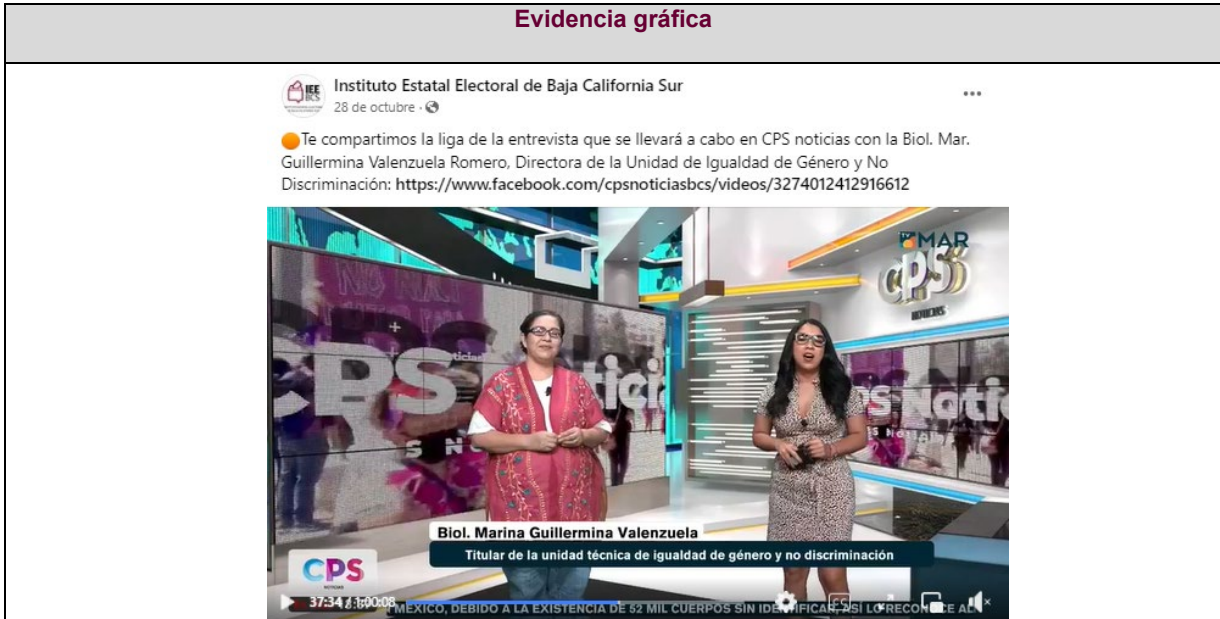 Evidencia gráfica
IEE
BCS
Instituto Estatal Electoral de Baja California Sur
28 de octubre ·
...
Te compartimos la liga de la entrevista que se llevará a cabo en CPS noticias con la Biol. Mar.
Guillermina Valenzuela Romero, Directora de la Unidad de Igualdad de Género y No
Discriminación: https://www.facebook.com/cpsnoticiasbcs/videos/3274012412916612
MAR
CPS
NOTICIAS
Biol. Marina Guillermina Valenzuela
Titular de la unidad técnica de igualdad de género y no discriminación
CPS
NOTICIAS
37:34 / 1:00:08
MÉXICO, DEBIDO A LA EXISTENCIA DE 52 MIL CUERPOS SIN IDENTIFICAR, ASÍ LO RECONOCE